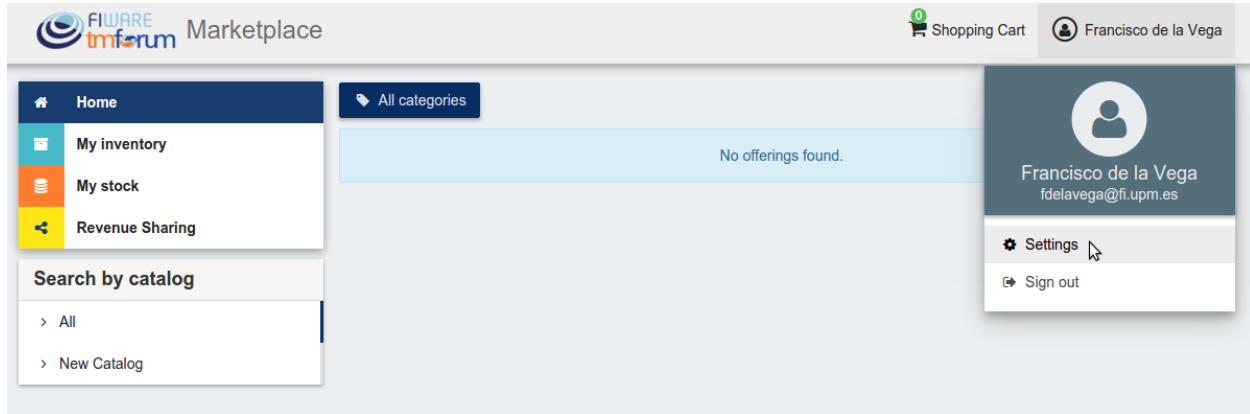 FIWARE
tmforum
Marketplace
0
Shopping Cart
Francisco de la Vega
Home
My inventory
My stock
Revenue Sharing
Search by catalog
All
New Catalog
All categories
No offerings found.
Francisco de la Vega
fdelavega@fi.upm.es
Settings
Sign out